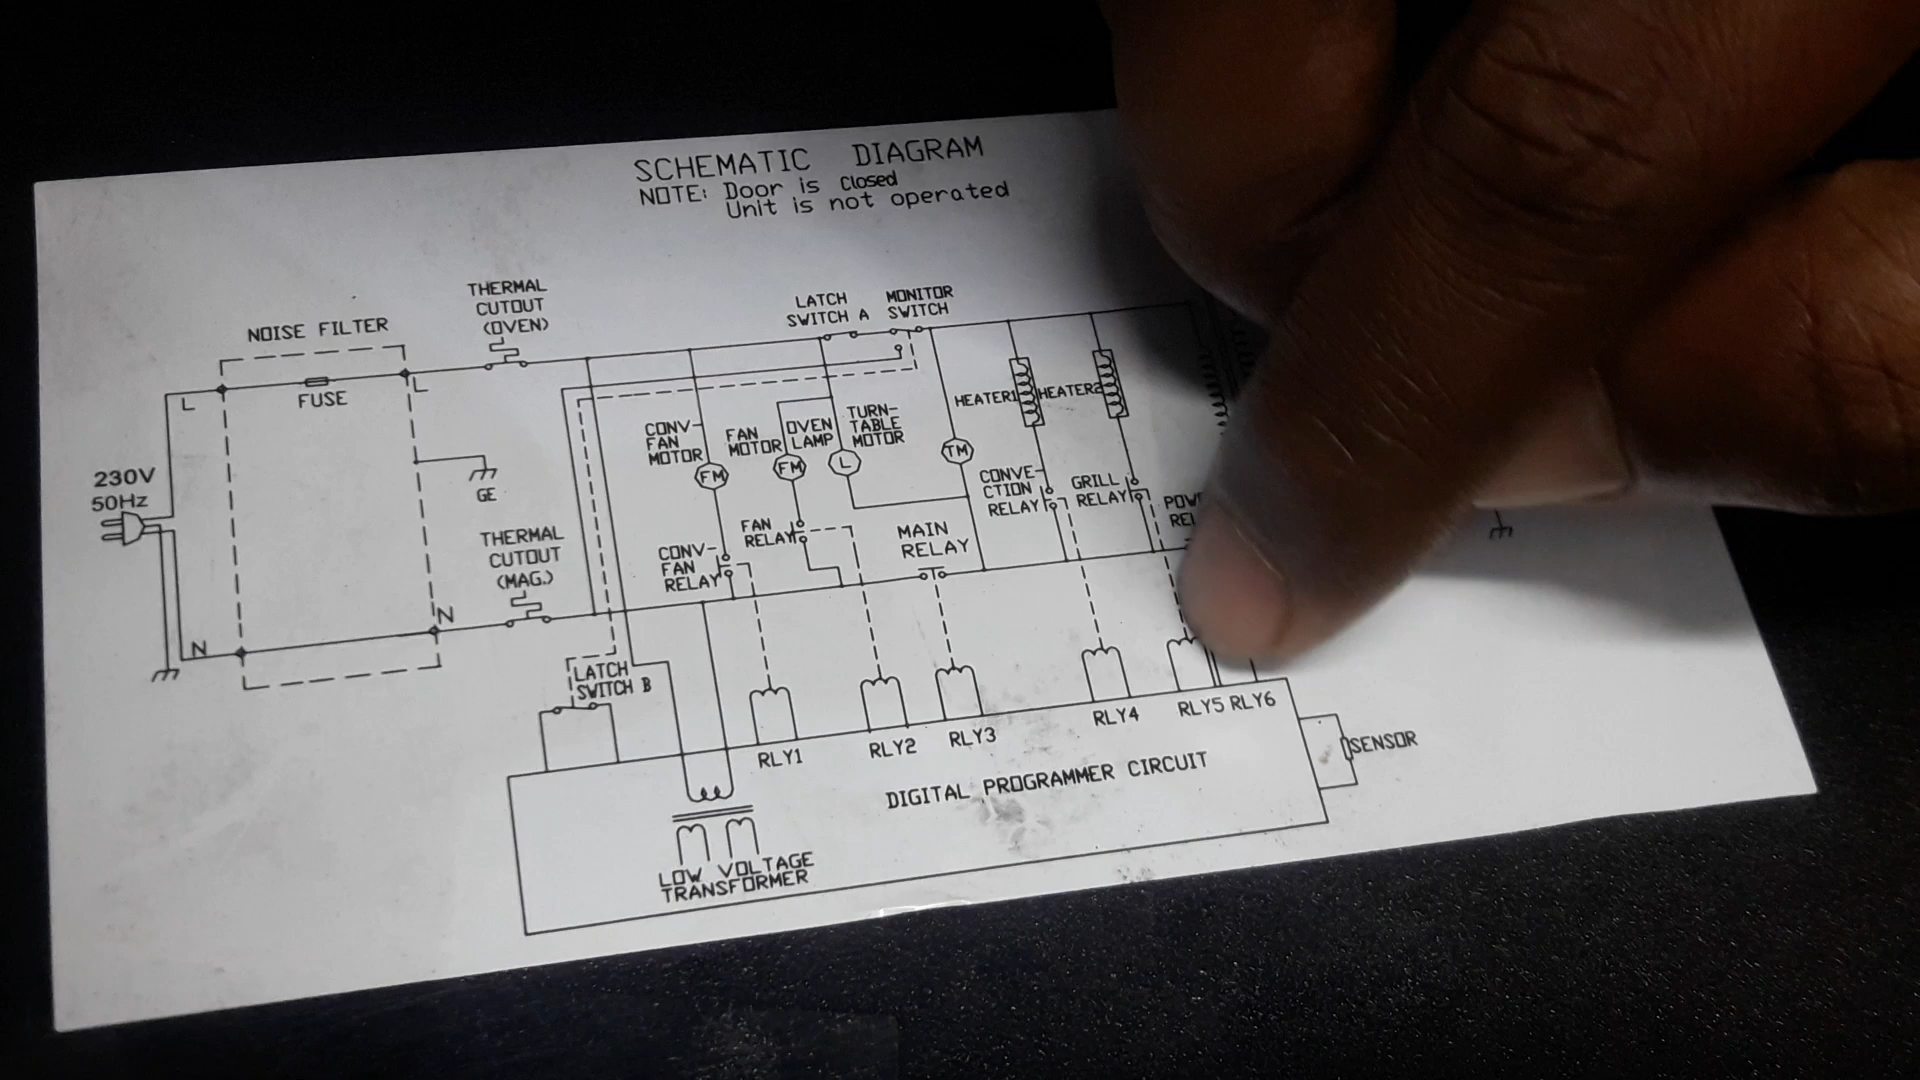 SCHEMATIC DIAGRAM
NOTE: Door is closed
Unit is not operated
THERMAL
CUTOUT
(OVEN)
NOISE FILTER
FUSE
L
L
230V
50Hz
GE
THERMAL
CUTOUT
(MAG.)
N
N
LATCH
SWITCH A
MONITOR
SWITCH
CONV-
FAN
MOTOR
FM
FAN
MOTOR
FM
OVEN
LAMP
L
TURN-
TABLE
MOTOR
TM
HEATER1
HEATER2
CONVE-
CTION
RELAY
GRILL
RELAY
CONV-
FAN
RELAY
FAN
RELAY
MAIN
RELAY
LATCH
SWITCH B
RLY1
RLY2
RLY3
RLY4
RLY5
RLY6
SENSOR
DIGITAL PROGRAMMER CIRCUIT
LOW VOLTAGE
TRANSFORMER